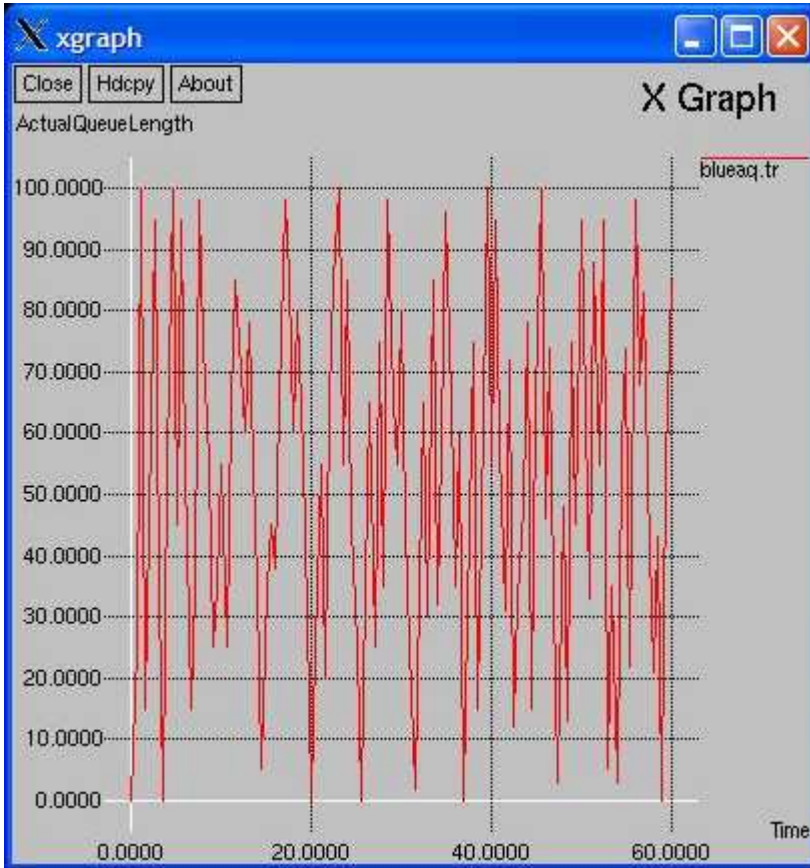 xgraph
Close Hdcpy About
X Graph
ActualQueueLength
blueaq.tr
100.0000
90.0000
80.0000
70.0000
60.0000
50.0000
40.0000
30.0000
20.0000
10.0000
0.0000
Time
0.0000 20.0000 40.0000 60.0000